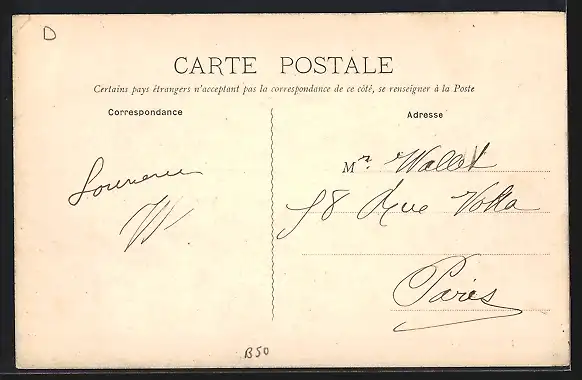 D
CARTE POSTALE
Certains pays étrangers n'acceptant pas la correspondance de ce côté, se renseigner à la Poste
Correspondance
Adresse
Mr. Wallet
58 Rue Volta
Paris
Souvenir
W
B50